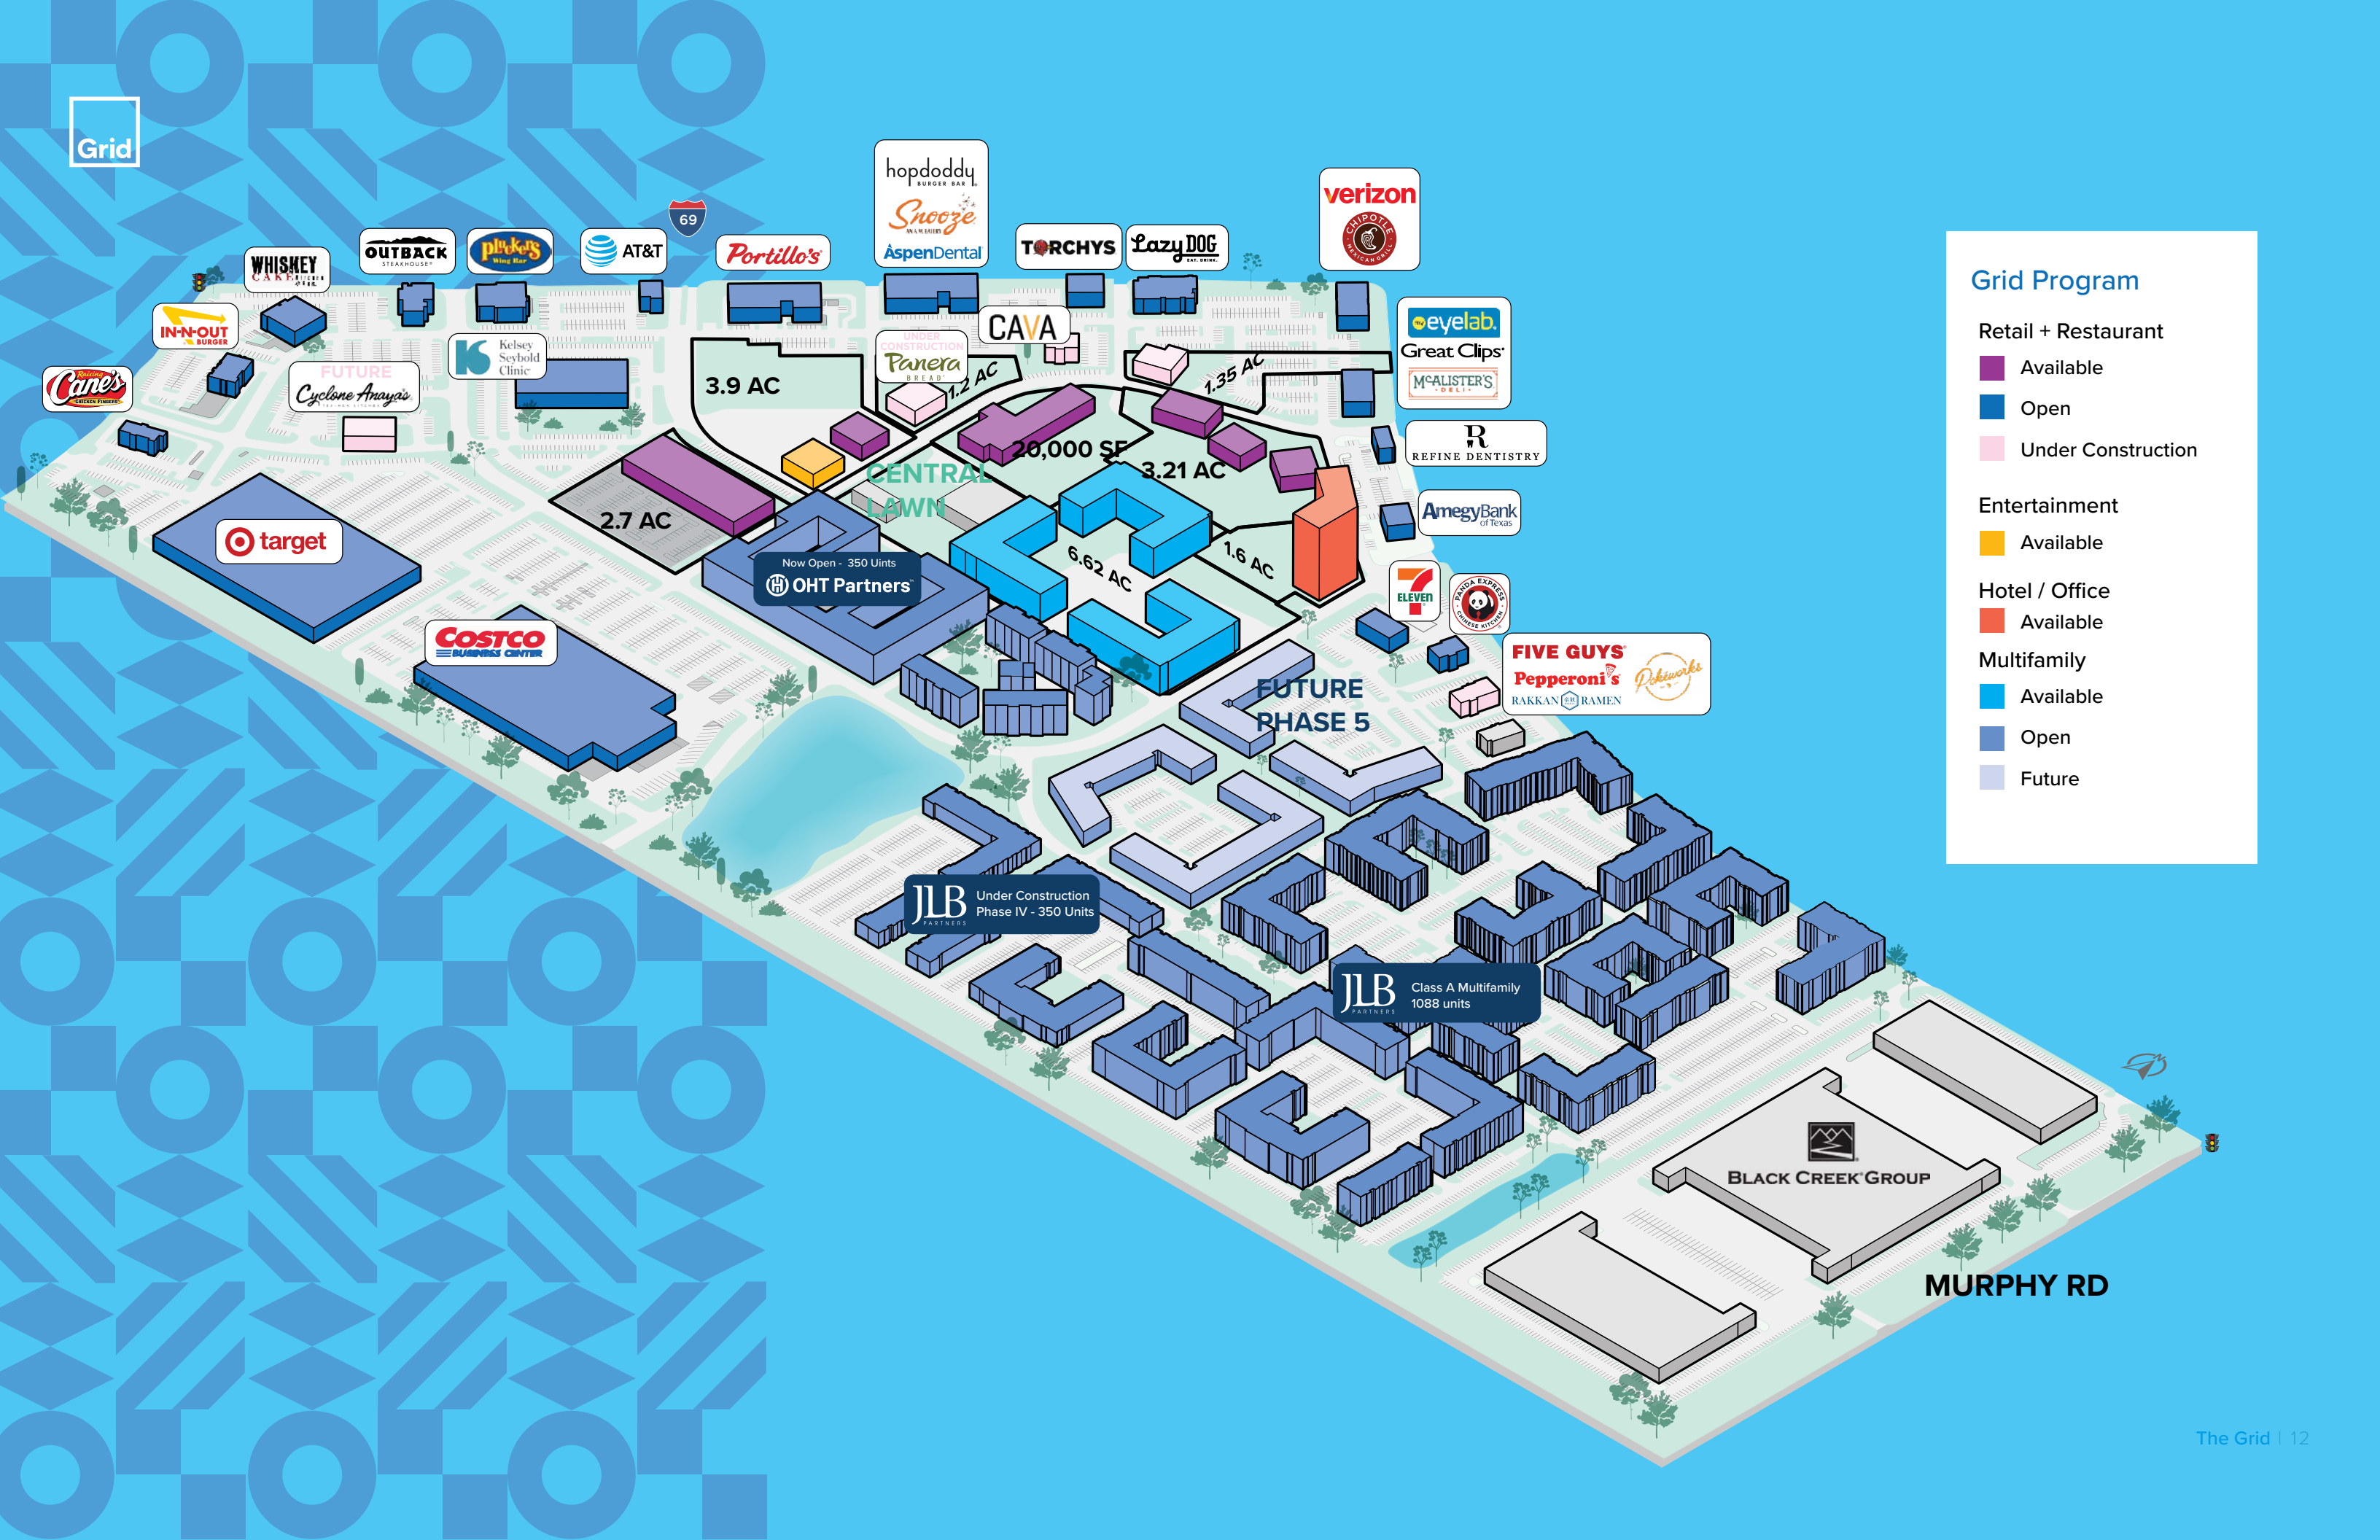 Grid
69
hopdoddy
BURGER BAR
Snooze
AN A.M. EATERY
AspenDental
verizon
CHIPOTLE
MEXICAN GRILL
WHISKEY
CAKE
OUTBACK
STEAKHOUSE
pluckers
Wing Bar
AT&T
Portillo's
TORCHYS
Lazy DOG
EAT. DRINK.
IN-N-OUT
BURGER
Kelsey
Seybold
Clinic
CAVA
UNDER
CONSTRUCTION
Panera
BREAD
eyelab.
Great Clips
McALISTER'S
DELI
Raising
Cane's
CHICKEN FINGERS
FUTURE
Cyclone Anaya's
3.9 AC
1.2 AC
1.35 AC
R
REFINE DENTISTRY
20,000 SF
CENTRAL
LAWN
3.21 AC
2.7 AC
AmegyBank
of Texas
target
Now Open - 350 Uints
OHT Partners
6.62 AC
1.6 AC
7
ELEVEN
PANDA EXPRESS
CHINESE KITCHEN
COSTCO
BUSINESS CENTER
FIVE GUYS
Pepperoni's
RAKKAN RAMEN
Pokéworks
FUTURE
PHASE 5
JLB
PARTNERS
Under Construction
Phase IV - 350 Units
JLB
PARTNERS
Class A Multifamily
1088 units
BLACK CREEK GROUP
MURPHY RD
Grid Program
Retail + Restaurant
Available
Open
Under Construction
Entertainment
Available
Hotel / Office
Available
Multifamily
Available
Open
Future
The Grid | 12